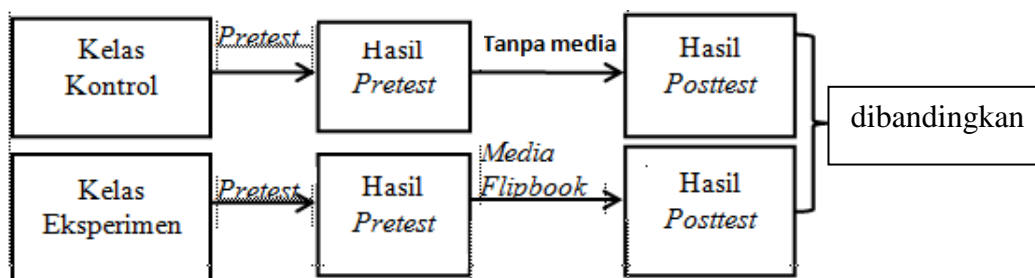 Kelas
Kontrol
Pretest
Hasil
Pretest
Tanpa media
Hasil
Posttest
dibandingkan
Kelas
Eksperimen
Pretest
Hasil
Pretest
Media
Flipbook
Hasil
Posttest